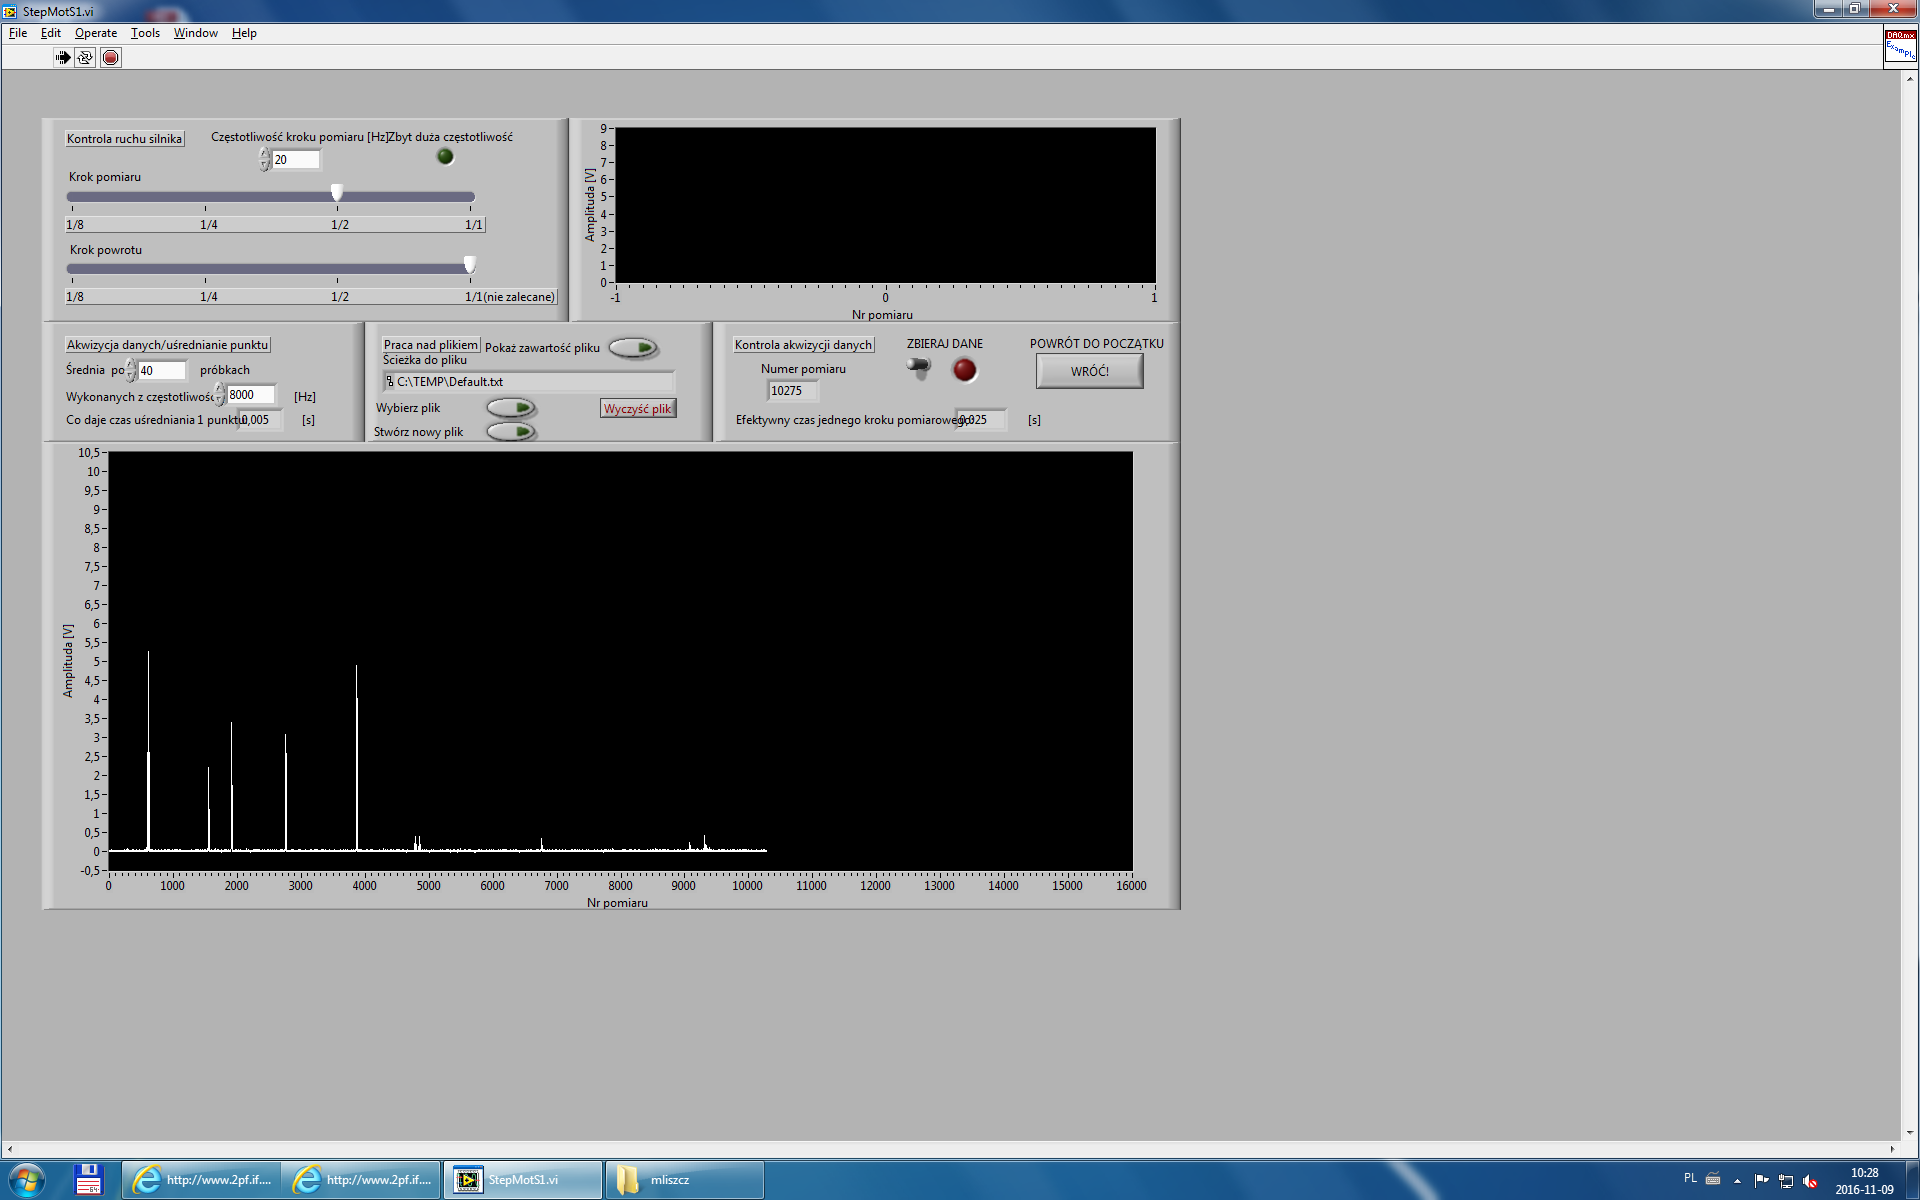 StepMotS1.vi
File Edit Operate Tools Window Help
DAQmx
Example
Kontrola ruchu silnika
Częstotliwość kroku pomiaru [Hz]
Zbyt duża częstotliwość
20
Krok pomiaru
1/8 1/4 1/2 1/1
Krok powrotu
1/8 1/4 1/2 1/1(nie zalecane)
Amplituda [V]
9
8
7
6
5
4
3
2
1
0
-1 0 1
Nr pomiaru
Akwizycja danych/uśrednianie punktu
Średnia po 40 próbkach
Wykonanych z częstotliwośc 8000 [Hz]
Co daje czas uśredniania 1 punktu 0,005 [s]
Praca nad plikiem
Pokaż zawartość pliku
Ścieżka do pliku
C:\TEMP\Default.txt
Wybierz plik
Wyczyść plik
Stwórz nowy plik
Kontrola akwizycji danych
ZBIERAJ DANE
POWRÓT DO POCZĄTKU
Numer pomiaru
10275
WRÓĆ!
Efektywny czas jednego kroku pomiarowego 0,025 [s]
Amplituda [V]
10,5
10
9,5
9
8,5
8
7,5
7
6,5
6
5,5
5
4,5
4
3,5
3
2,5
2
1,5
1
0,5
0
-0,5
0 1000 2000 3000 4000 5000 6000 7000 8000 9000 10000 11000 12000 13000 14000 15000 16000
Nr pomiaru
64
http://www.2pf.if....
http://www.2pf.if....
StepMotS1.vi
mliszcz
PL
10:28
2016-11-09